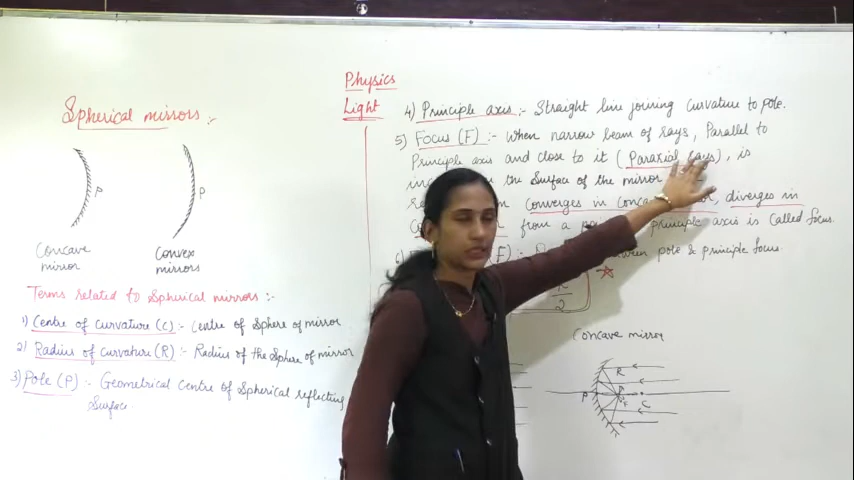 Physics
Light
Spherical mirrors :-
P
P
Concave
mirror
Convex
mirrors
Terms related to Spherical mirrors :-
1) Centre of curvature (c) :- Centre of Sphere of mirror
2) Radius of curvature (R) :- Radius of the Sphere of mirror
3) Pole (P) :- Geometrical Centre of Spherical reflecting
Surface.
4) Principle axis :- Straight line joining curvature to pole.
5) Focus (F) :- When narrow beam of rays, Parallel to
Principle axis and close to it (Paraxial rays), is
the Surface of the mirror
converges in diverges in
from a principle axis is called focus.
between pole & principle focus.
R
2
Concave mirror
R
P
F
C